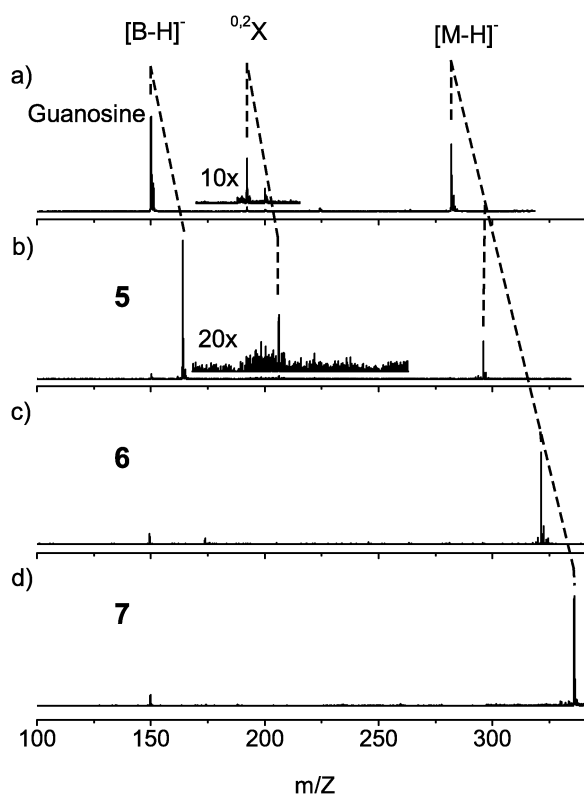 [B-H]⁻ ⁰,²X [M-H]⁻
a)
Guanosine
10x
b)
5
20x
c)
6
d)
7
100 150 200 250 300
m/Z